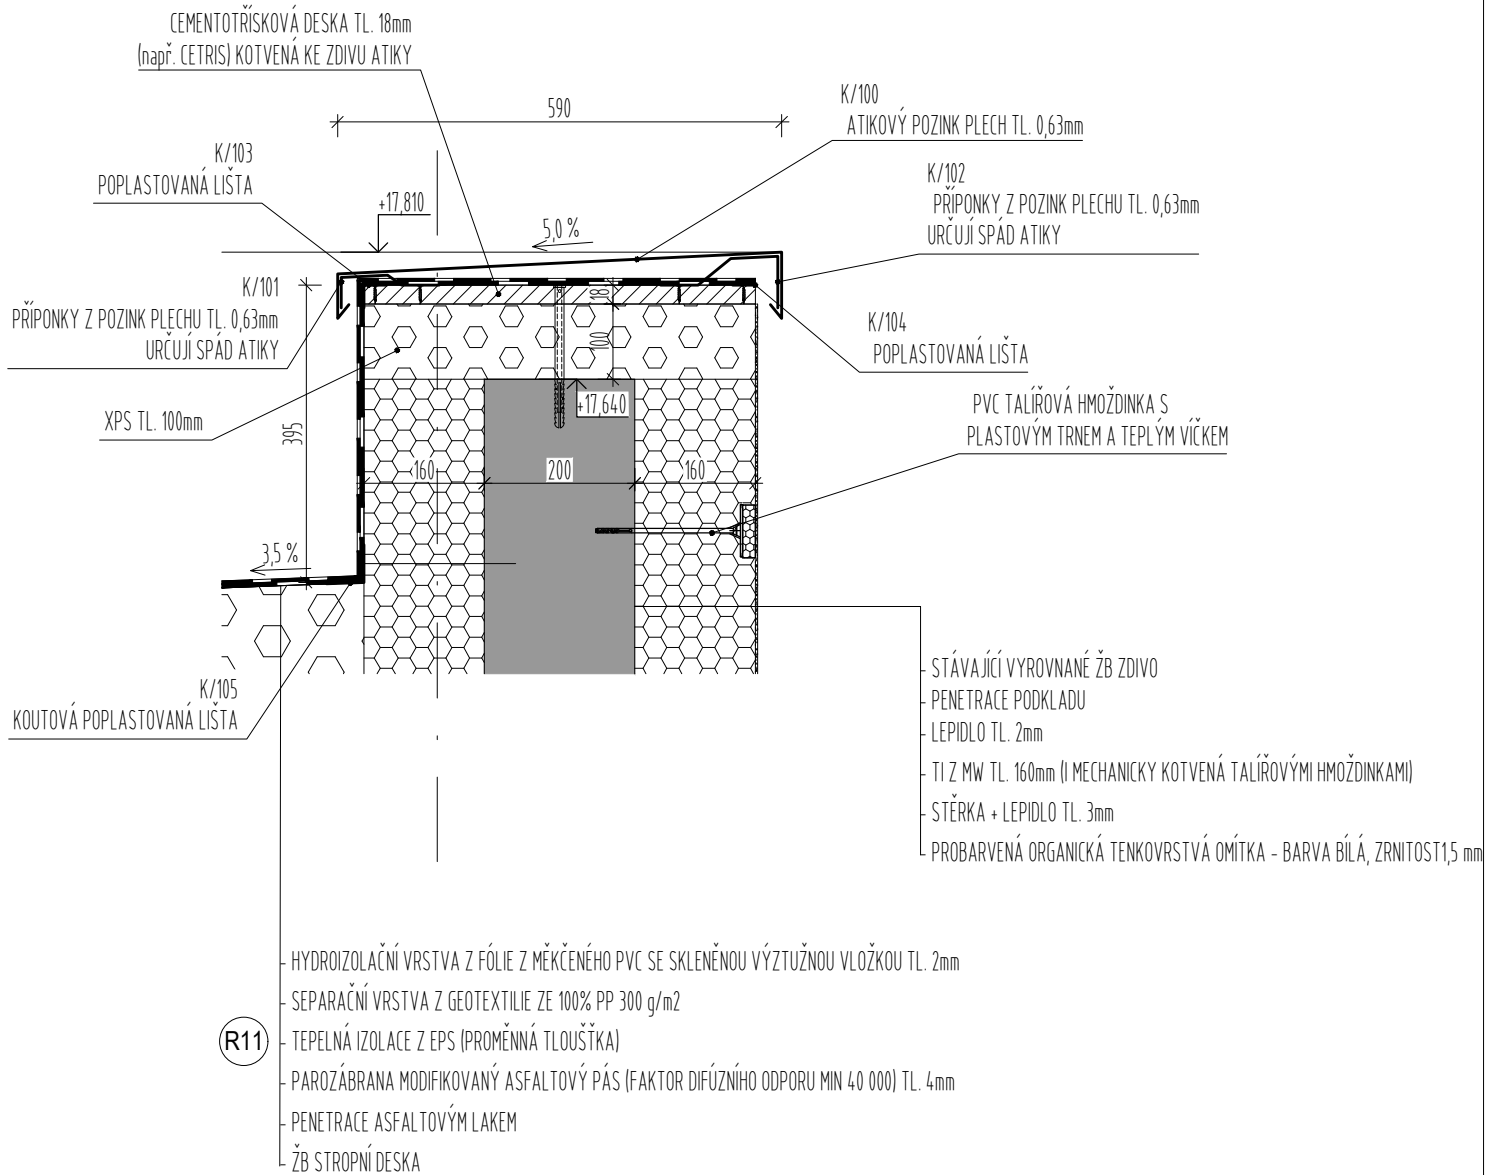 CEMENTOTŘÍSKOVÁ DESKA TL. 18mm
(např. CETRIS) KOTVENÁ KE ZDIVU ATIKY
590
K/100
ATIKOVÝ POZINK PLECH TL. 0,63mm
K/103
POPLASTOVANÁ LIŠTA
K/102
PŘÍPONKY Z POZINK PLECHU TL. 0,63mm
URČUJÍ SPÁD ATIKY
+17,810
5,0 %
K/101
PŘÍPONKY Z POZINK PLECHU TL. 0,63mm
URČUJÍ SPÁD ATIKY
18
100
K/104
POPLASTOVANÁ LIŠTA
XPS TL. 100mm
395
+17,640
PVC TALÍŘOVÁ HMOŽDINKA S
PLASTOVÝM TRNEM A TEPLÝM VÍČKEM
160
200
160
3,5 %
K/105
KOUTOVÁ POPLASTOVANÁ LIŠTA
STÁVAJÍCÍ VYROVNANÉ ŽB ZDIVO
PENETRACE PODKLADU
LEPIDLO TL. 2mm
TI Z MW TL. 160mm (I MECHANICKY KOTVENÁ TALÍŘOVÝMI HMOŽDINKAMI)
STĚRKA + LEPIDLO TL. 3mm
PROBARVENÁ ORGANICKÁ TENKOVRSTVÁ OMÍTKA - BARVA BÍLÁ, ZRNITOST1,5 mm
HYDROIZOLAČNÍ VRSTVA Z FÓLIE Z MĚKČENÉHO PVC SE SKLENĚNOU VÝZTUŽNOU VLOŽKOU TL. 2mm
SEPARAČNÍ VRSTVA Z GEOTEXTILIE ZE 100% PP 300 g/m2
R11
TEPELNÁ IZOLACE Z EPS (PROMĚNNÁ TLOUŠŤKA)
PAROZÁBRANA MODIFIKOVANÝ ASFALTOVÝ PÁS (FAKTOR DIFÚZNÍHO ODPORU MIN 40 000) TL. 4mm
PENETRACE ASFALTOVÝM LAKEM
ŽB STROPNÍ DESKA